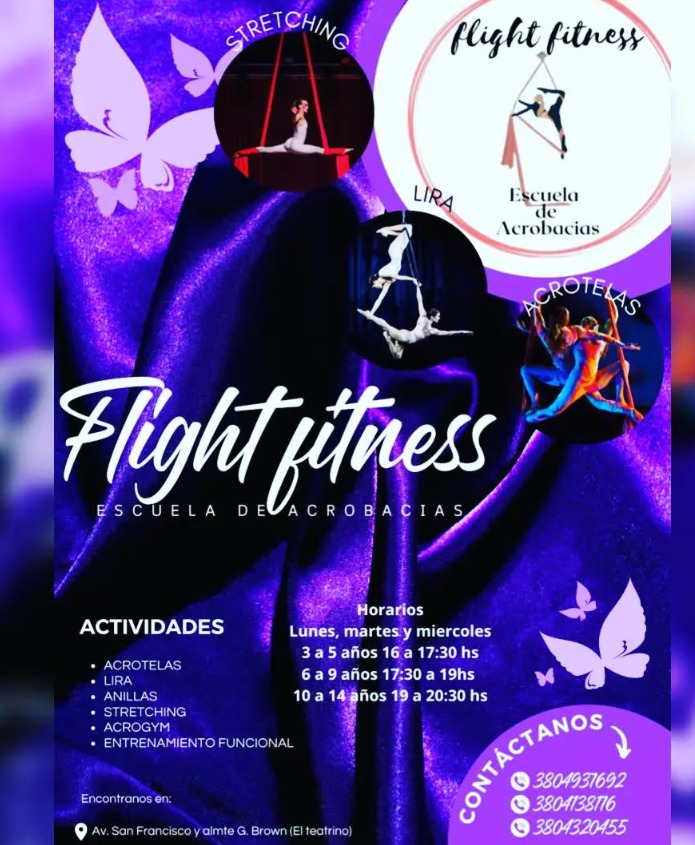 STRETCHING
flight fitness
Escuela
de
Acrobacias
LIRA
ACROTELAS
Flight fitness
ESCUELA DE ACROBACIAS
ACTIVIDADES
• ACROTELAS
• LIRA
• ANILLAS
• STRETCHING
• ACROGYM
• ENTRENAMIENTO FUNCIONAL
Horarios
Lunes, martes y miercoles
3 a 5 años 16 a 17:30 hs
6 a 9 años 17:30 a 19hs
10 a 14 años 19 a 20:30 hs
Encontranos en:
Av. San Francisco y almte G. Brown (El teatrino)
CONTÁCTANOS
3804937692
3804138176
3804320455